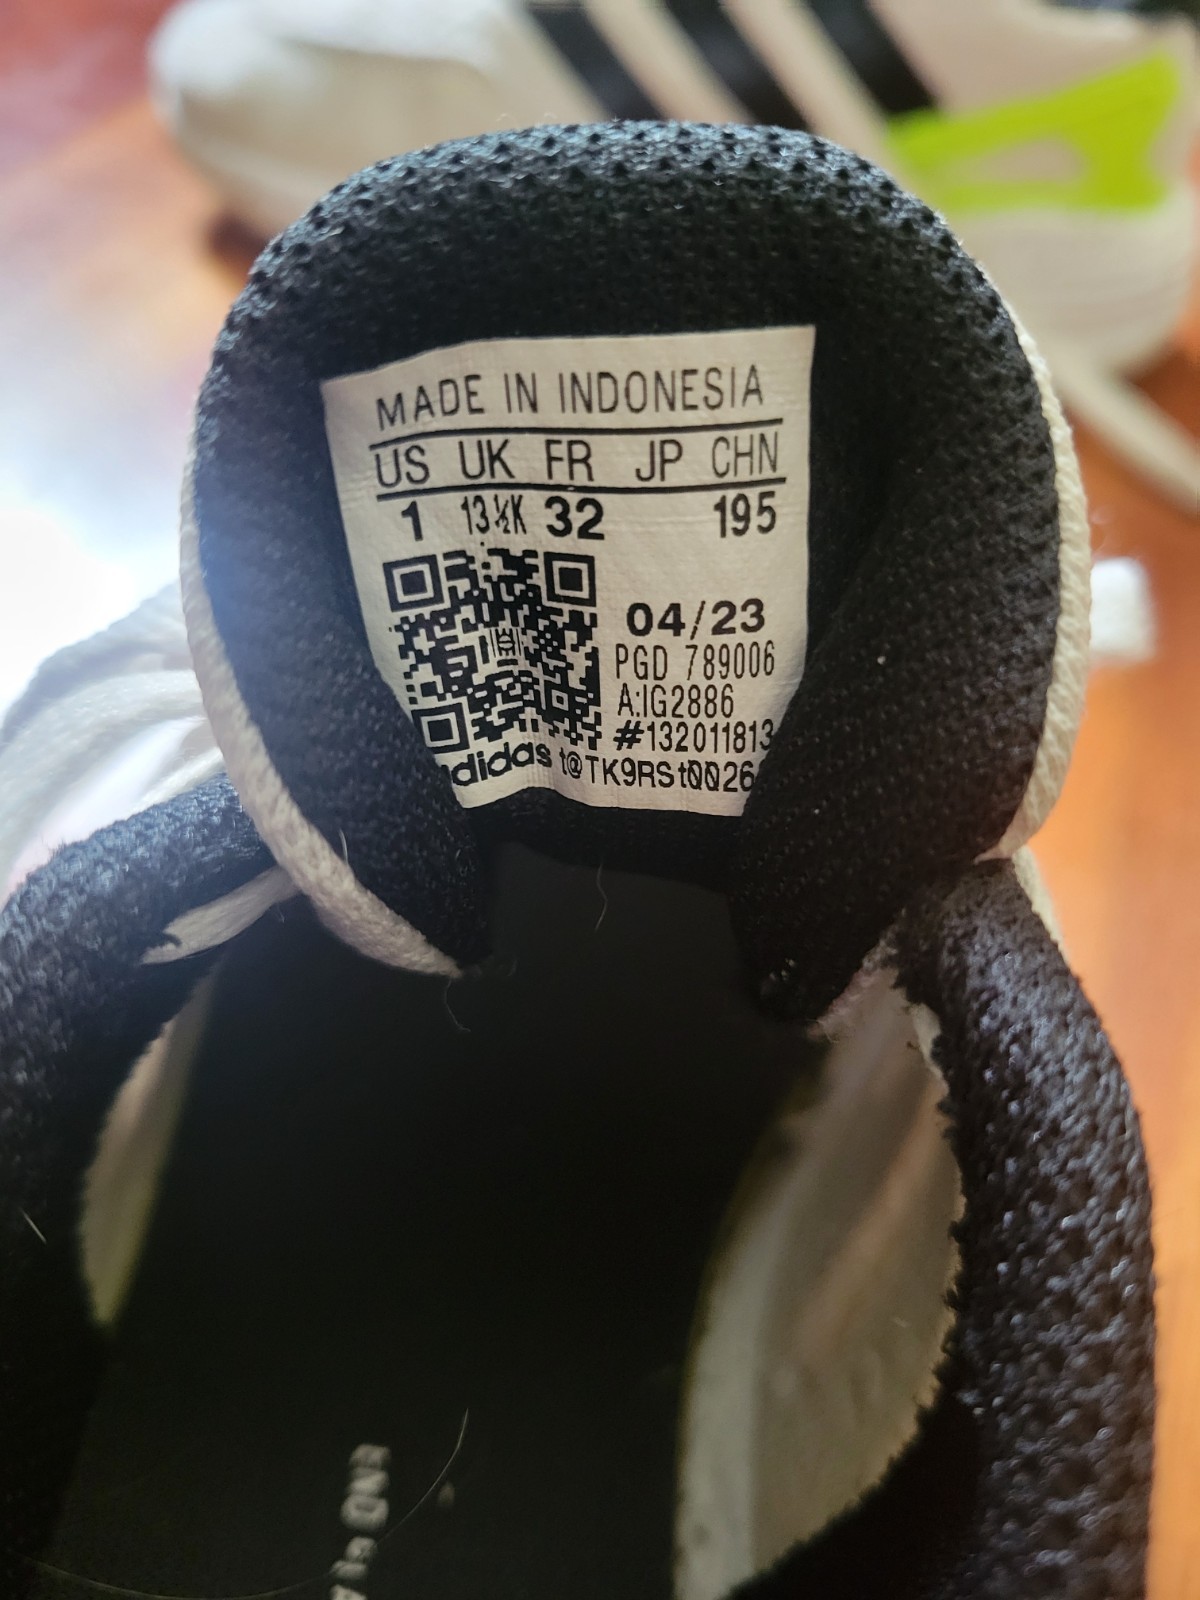 MADE IN INDONESIA
US UK FR JP CHN
1 13½K 32 195
04/23
PGD 789006
A:IG2886
#132011813
adidas t@TK9RSt0026
END